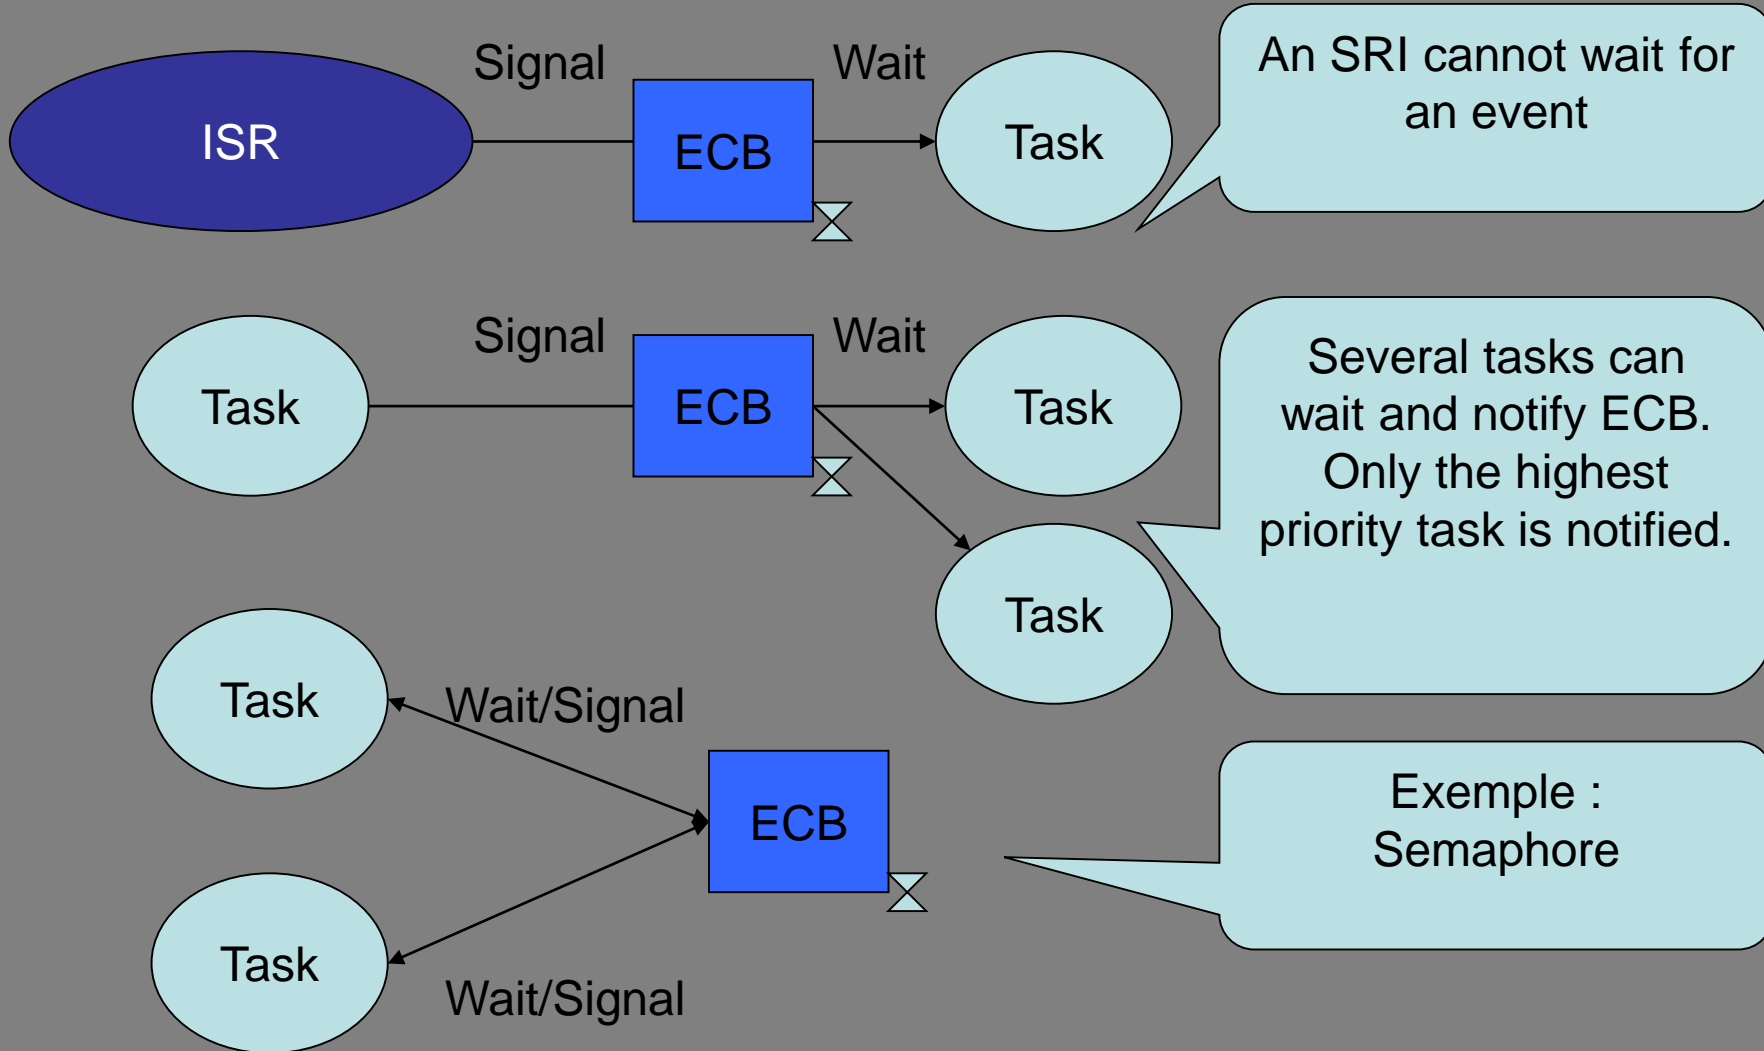 Signal
Wait
ISR
ECB
Task
An SRI cannot wait for
an event
Signal
Wait
Task
ECB
Task
Task
Several tasks can
wait and notify ECB.
Only the highest
priority task is notified.
Task
Wait/Signal
ECB
Task
Wait/Signal
Exemple :
Semaphore